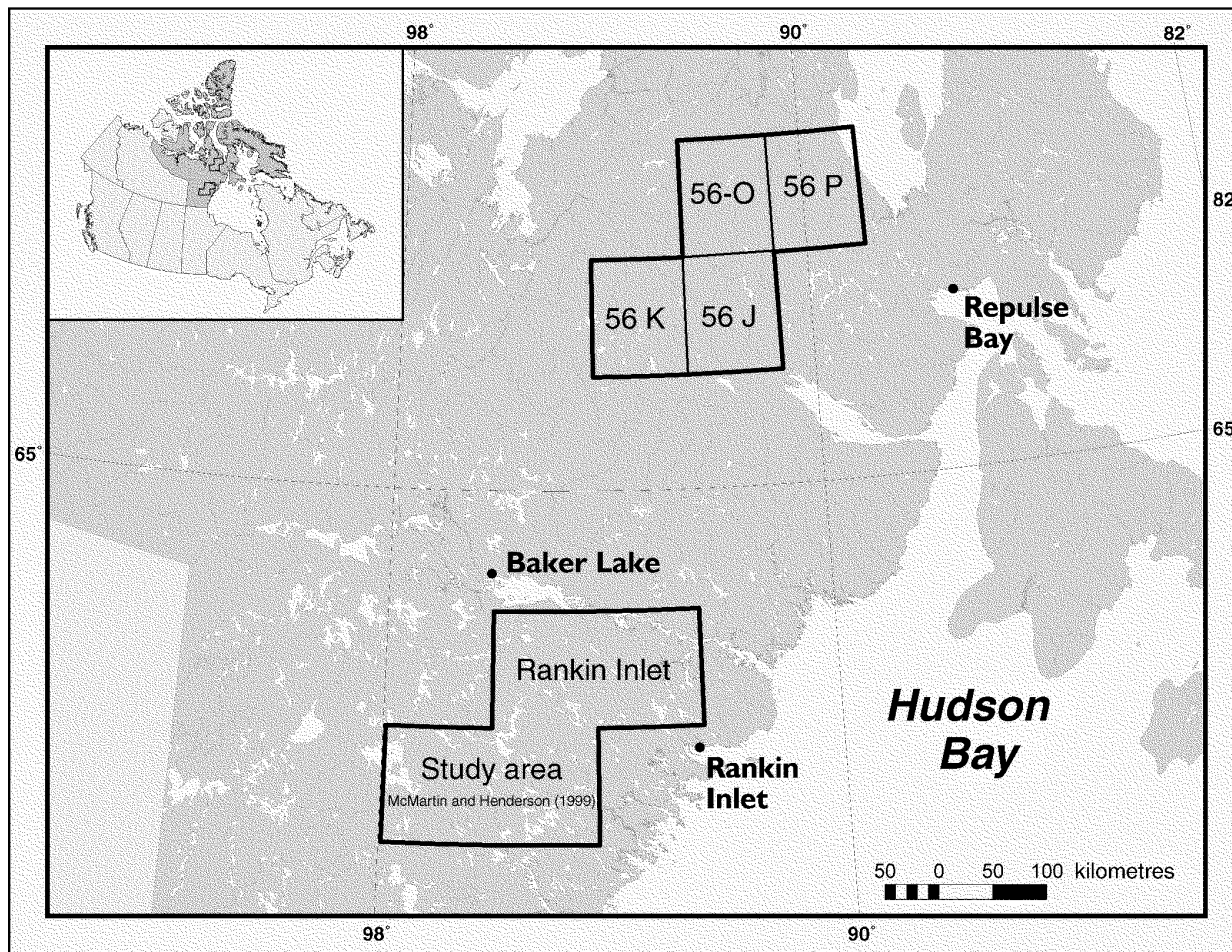 98°
90°
82°
56-O
56 P
82
56 K
56 J
Repulse
Bay
65°
65
Baker Lake
Rankin Inlet
Hudson
Bay
Study area
McMartin and Henderson (1999)
Rankin
Inlet
50 0 50 100 kilometres
98°
90°